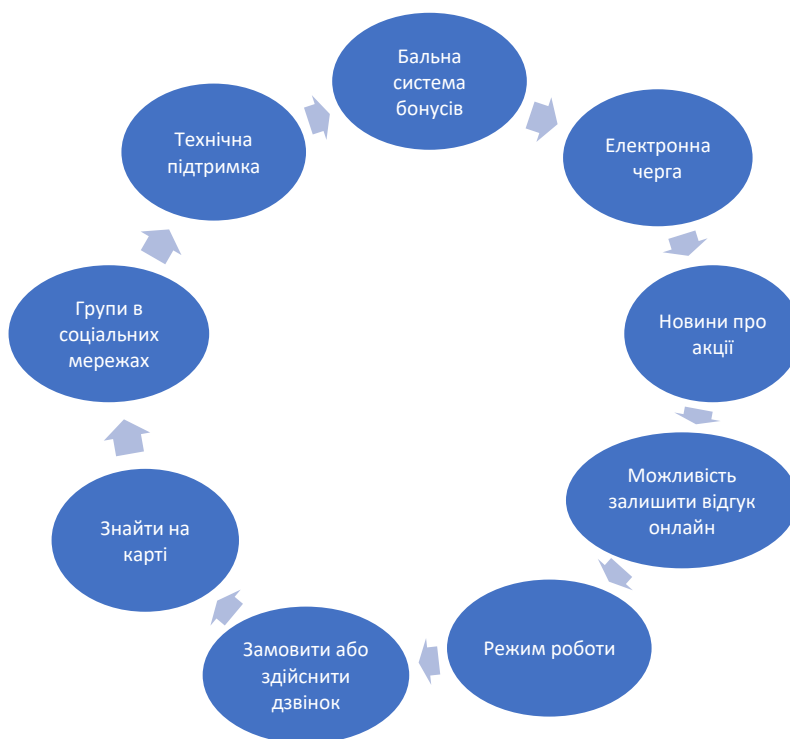 Бальна
система
бонусів
Електронна
черга
Новини про
акції
Можливість
залишити відгук
онлайн
Режим роботи
Замовити або
здійснити
дзвінок
Знайти на
карті
Групи в
соціальних
мережах
Технічна
підтримка